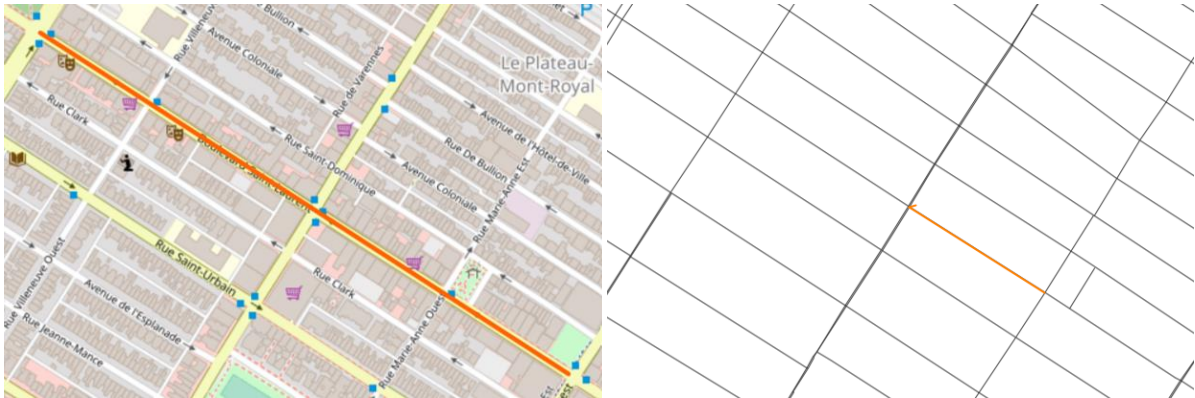 P
Rue Villeneuve
Bullion
Avenue Coloniale
Rue de Varennes
Le Plateau-
Mont-Royal
Rue Clark
Boulevard Saint-Laurent
Rue Saint-Dominique
Avenue de l'Hôtel-de-Ville
Rue De Bullion
Avenue Coloniale
Rue Marie-Anne Est
Rue Villeneuve Ouest
Rue Saint-Urbain
Avenue de l'Esplanade
Rue Jeanne-Mance
Rue Clark
Rue Marie-Anne Ouest
Est
est